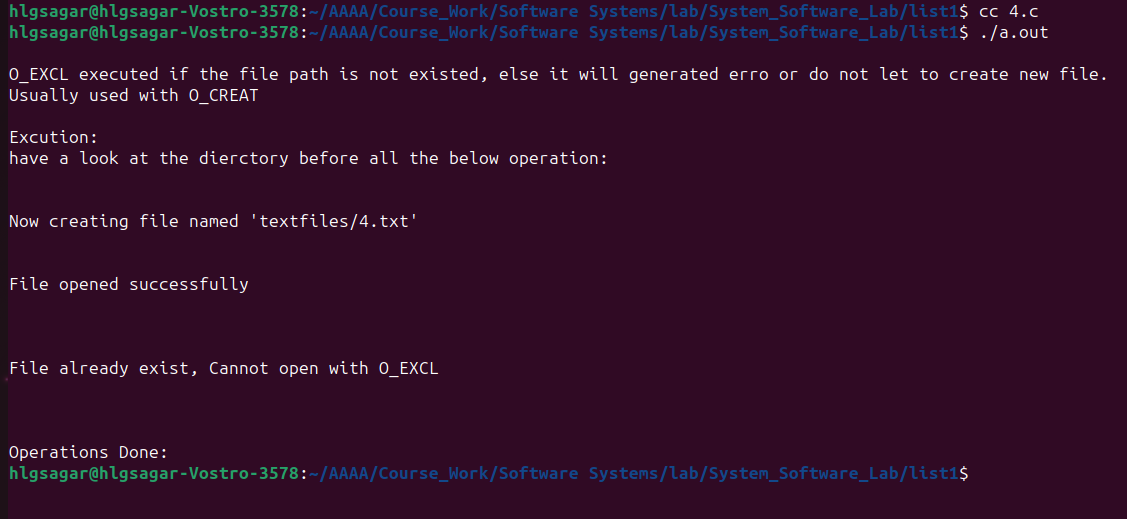 hlgsagar@hlgsagar-Vostro-3578:~/AAAA/Course_Work/Software Systems/lab/System_Software_Lab/list1$ cc 4.c
hlgsagar@hlgsagar-Vostro-3578:~/AAAA/Course_Work/Software Systems/lab/System_Software_Lab/list1$ ./a.out
O_EXCL executed if the file path is not existed, else it will generated erro or do not let to create new file.
Usually used with O_CREAT
Excution:
have a look at the dierctory before all the below operation:
Now creating file named 'textfiles/4.txt'
File opened successfully
File already exist, Cannot open with O_EXCL
Operations Done:
hlgsagar@hlgsagar-Vostro-3578:~/AAAA/Course_Work/Software Systems/lab/System_Software_Lab/list1$